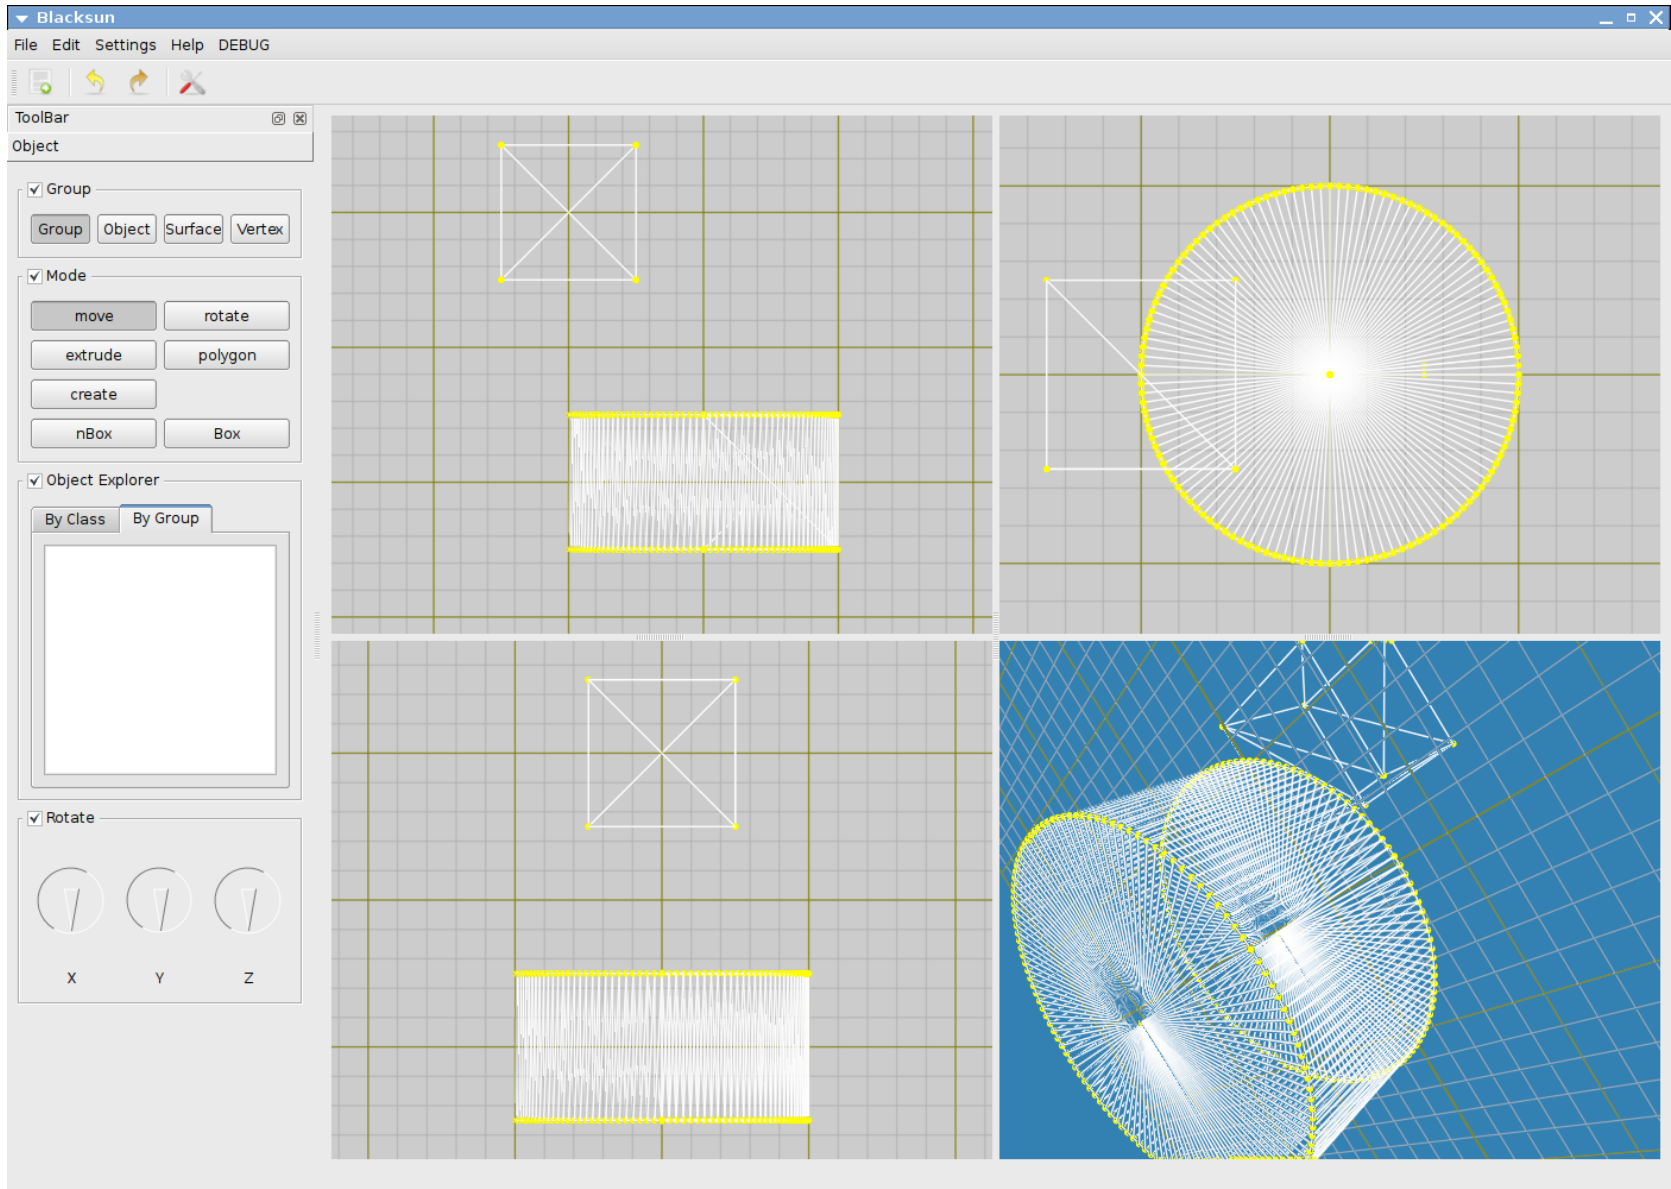 Blacksun
File Edit Settings Help DEBUG
ToolBar
Object
Group
Group Object Surface Vertex
Mode
move rotate
extrude polygon
create
nBox Box
Object Explorer
By Class By Group
Rotate
X Y Z